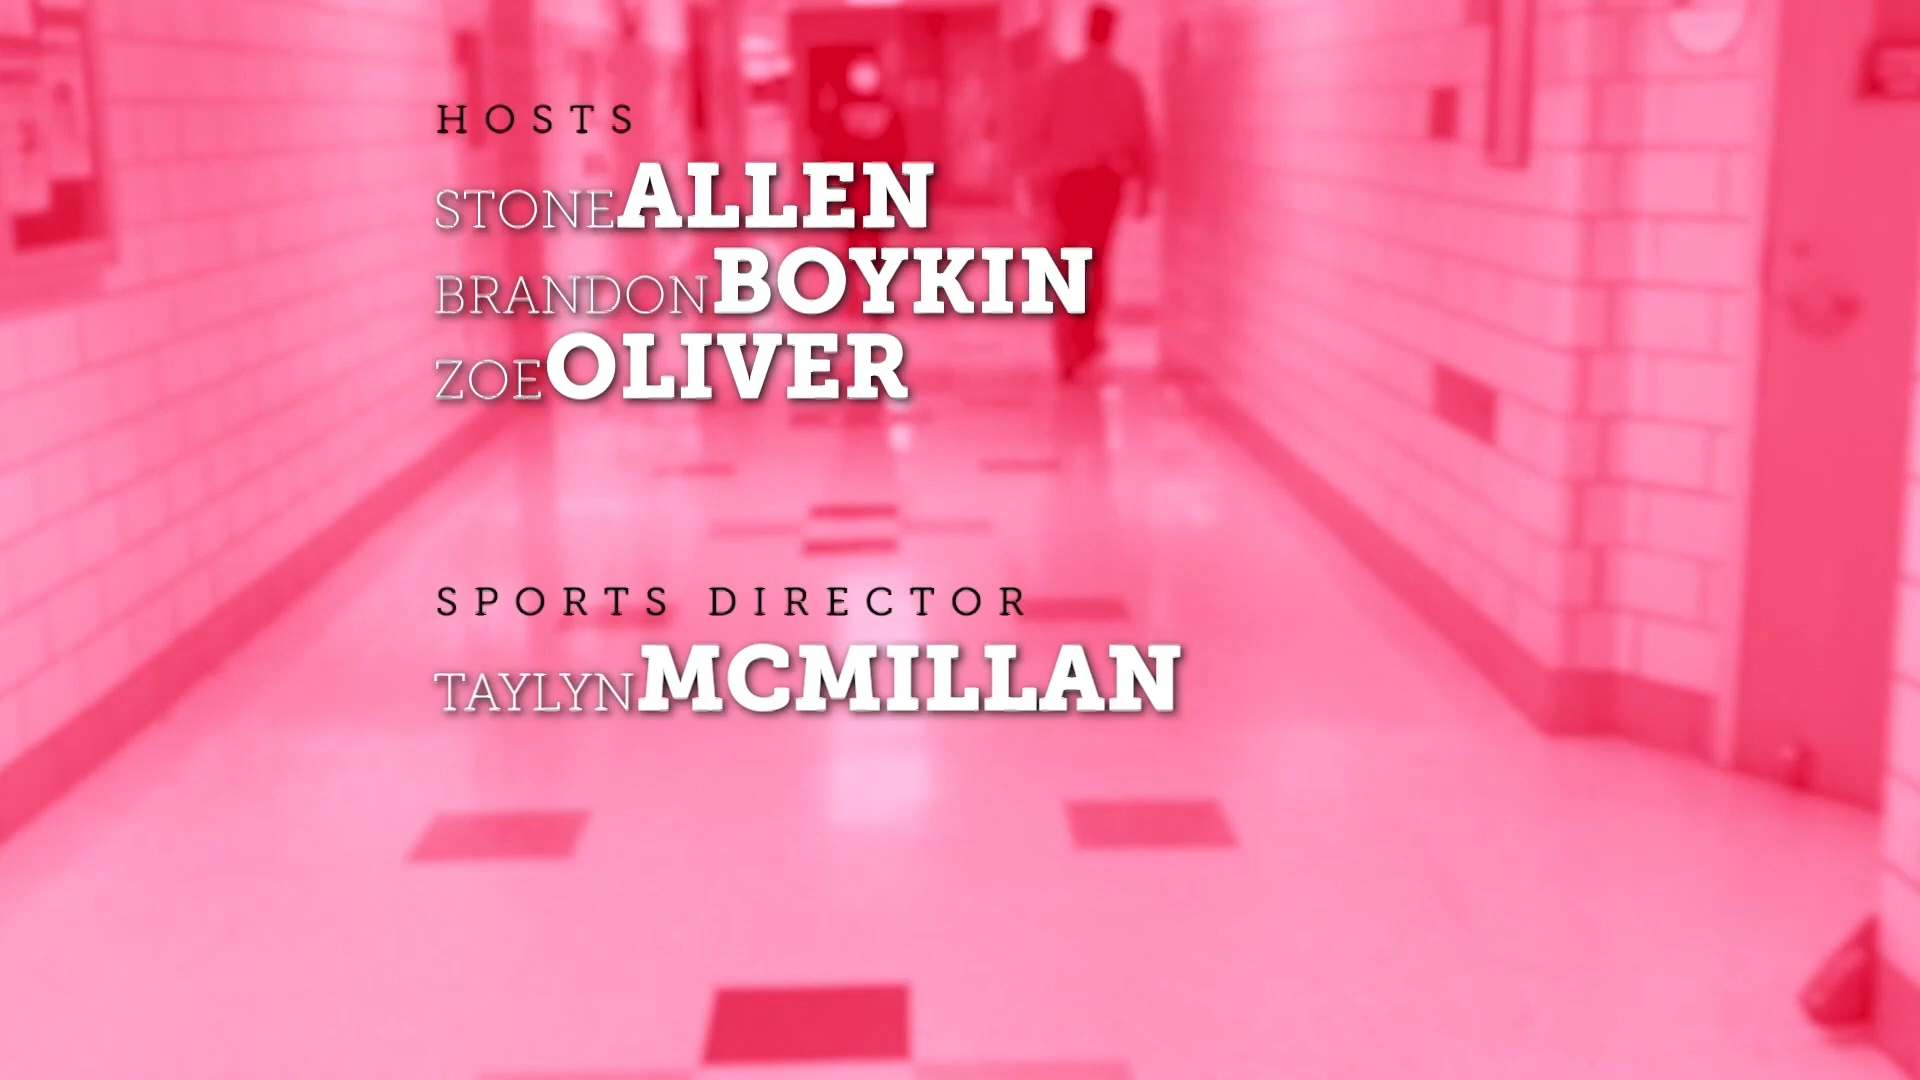 HOSTS
STONEALLEN
BRANDONBOYKIN
ZOEOLIVER
SPORTS DIRECTOR
TAYLYNMCMILLAN